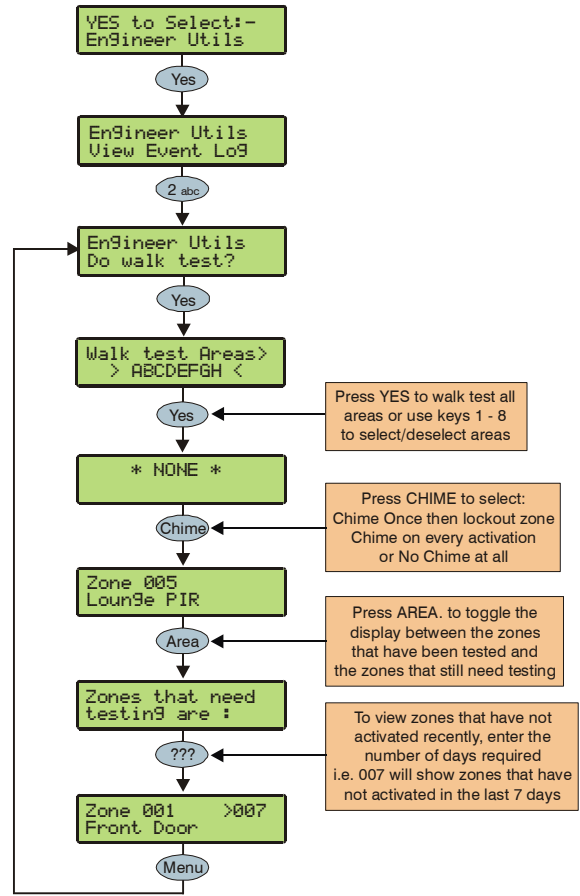 YES to Select:-
Engineer Utils
Yes
Engineer Utils
View Event Log
2 abc
Engineer Utils
Do walk test?
Yes
Walk test Areas>
> ABCDEFGH <
Yes
Press YES to walk test all
areas or use keys 1 - 8
to select/deselect areas
* NONE *
Chime
Press CHIME to select:
Chime Once then lockout zone
Chime on every activation
or No Chime at all
Zone 005
Lounge PIR
Area
Press AREA. to toggle the
display between the zones
that have been tested and
the zones that still need testing
Zones that need
testing are :
???
To view zones that have not
activated recently, enter the
number of days required
i.e. 007 will show zones that have
not activated in the last 7 days
Zone 001 >007
Front Door
Menu